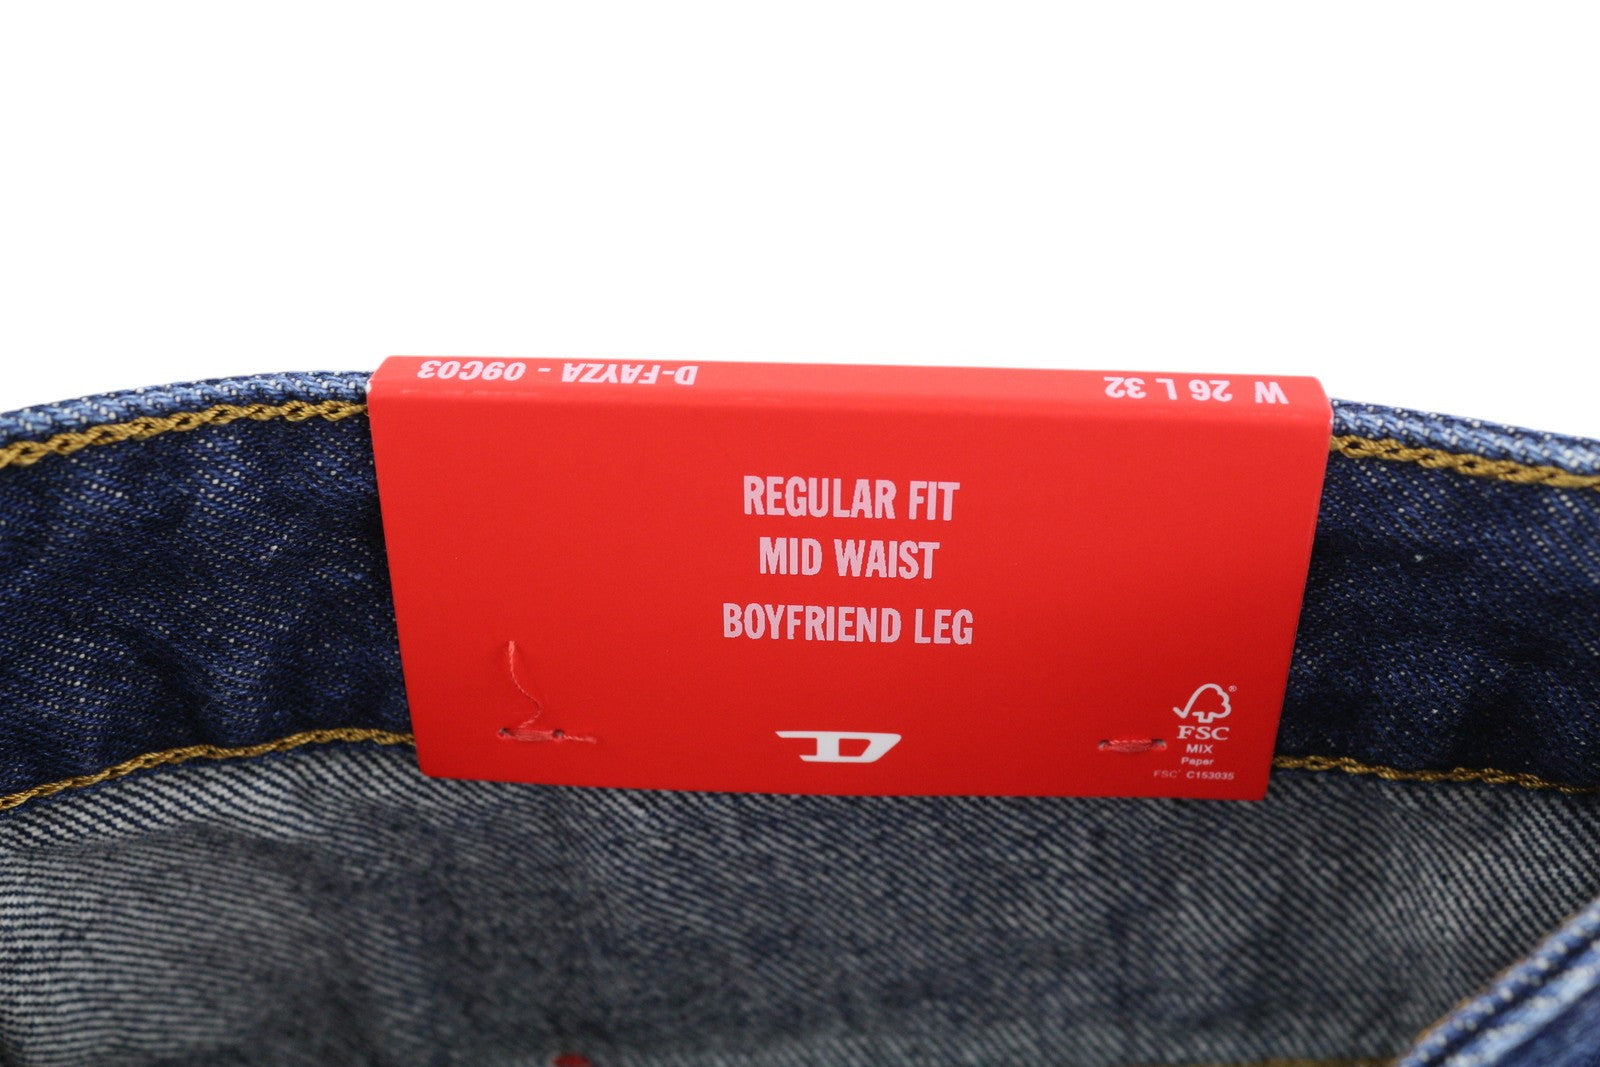 D-FAYZA - 09C03
W 26 L 32
REGULAR FIT
MID WAIST
BOYFRIEND LEG
D
FSC®
MIX
Paper
FSC® C153035